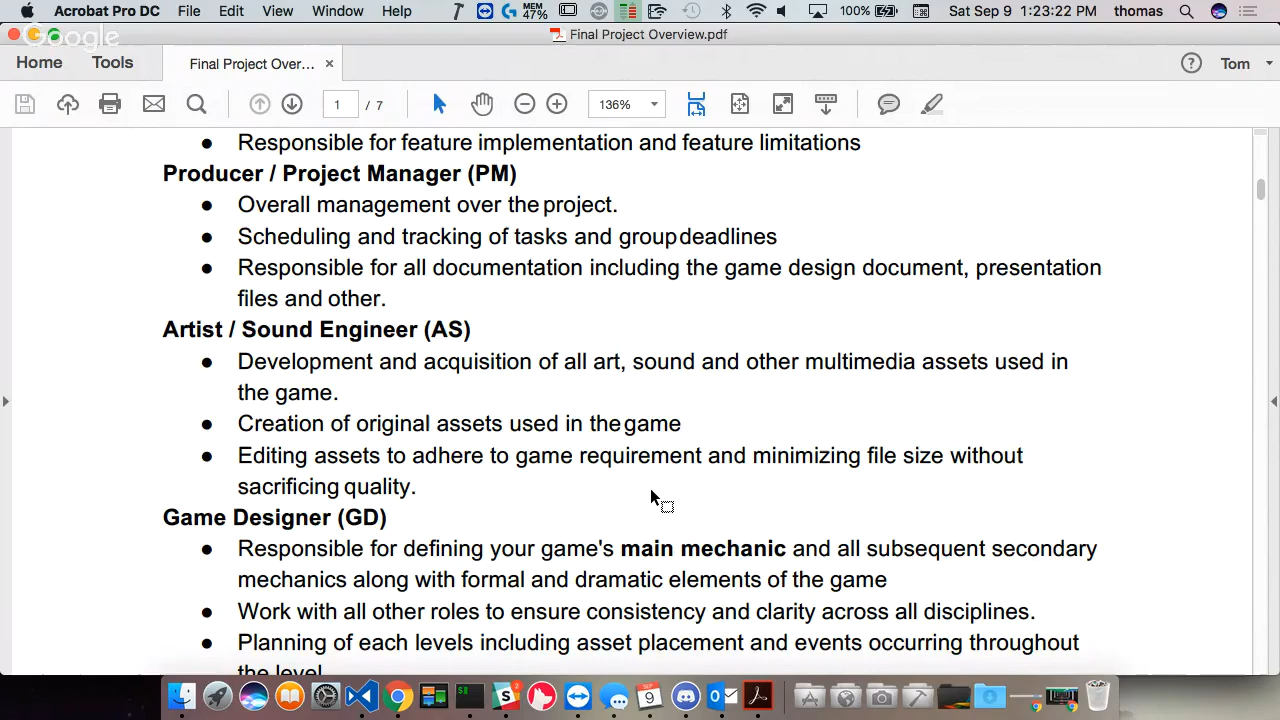 Acrobat Pro DC File Edit View Window Help MEM 47% 100% Sat Sep 9 1:23:22 PM thomas
Google
Final Project Overview.pdf
Home Tools Final Project Over... × ? Tom
1 / 7 136%
● Responsible for feature implementation and feature limitations
Producer / Project Manager (PM)
● Overall management over the project.
● Scheduling and tracking of tasks and group deadlines
● Responsible for all documentation including the game design document, presentation
files and other.
Artist / Sound Engineer (AS)
● Development and acquisition of all art, sound and other multimedia assets used in
the game.
● Creation of original assets used in the game
● Editing assets to adhere to game requirement and minimizing file size without
sacrificing quality.
Game Designer (GD)
● Responsible for defining your game's main mechanic and all subsequent secondary
mechanics along with formal and dramatic elements of the game
● Work with all other roles to ensure consistency and clarity across all disciplines.
● Planning of each levels including asset placement and events occurring throughout
the level